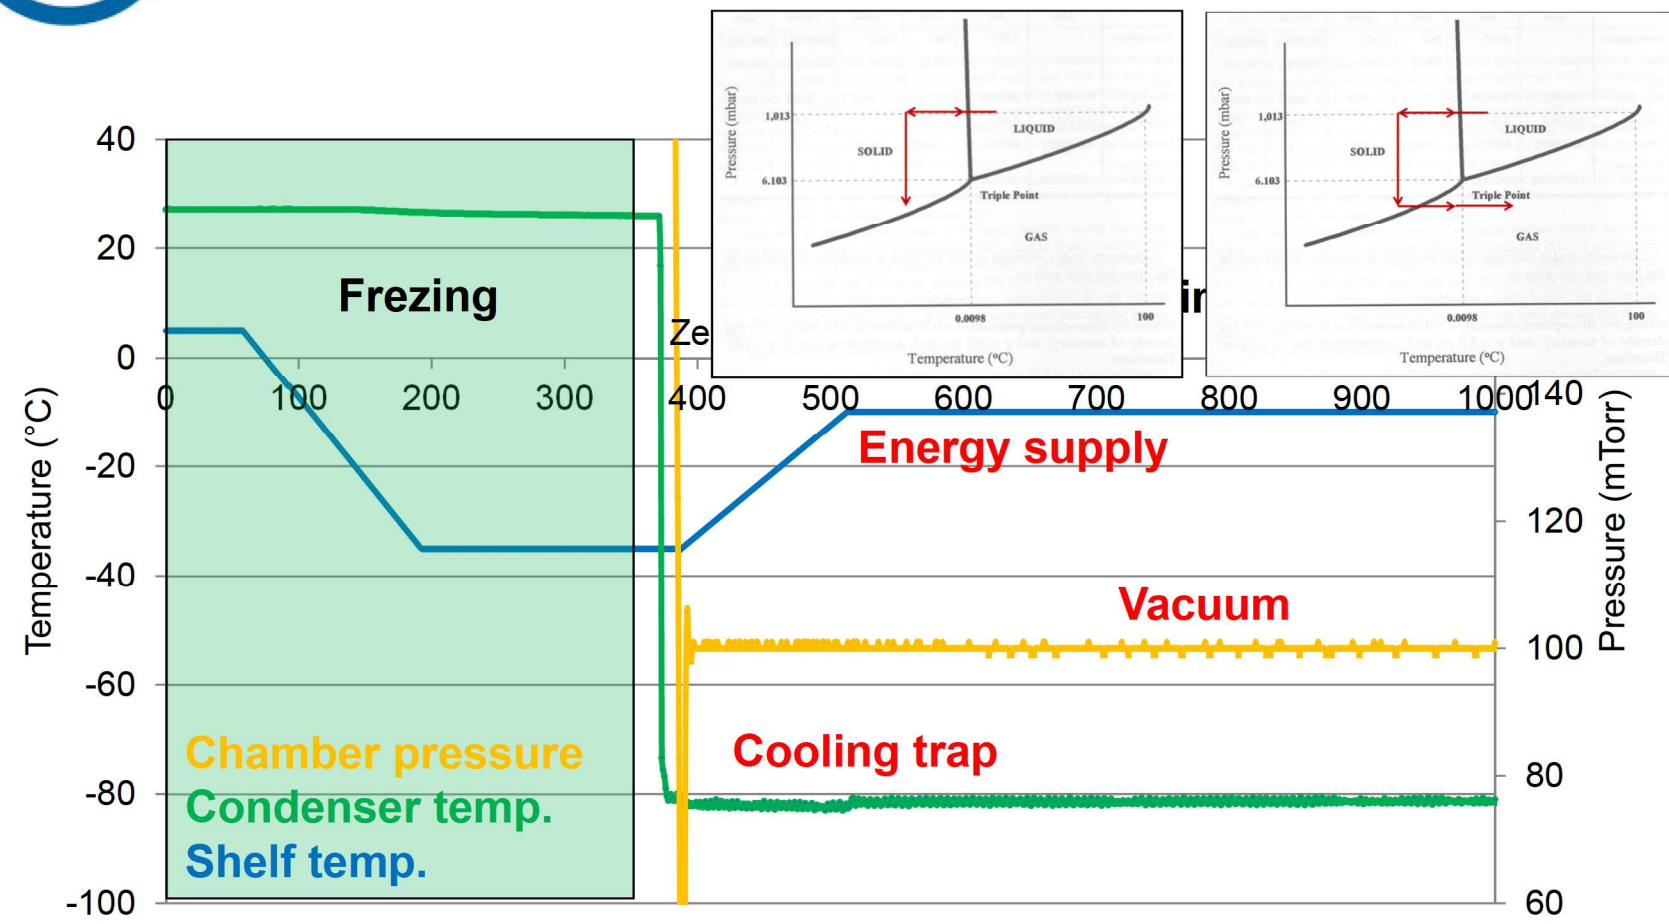 Pressure (mbar)
1,013
LIQUID
SOLID
6.103
Triple Point
GAS
0.0098
100
Temperature (°C)
Pressure (mbar)
1,013
LIQUID
SOLID
6.103
Triple Point
GAS
0.0098
100
Temperature (°C)
Frezing
Temperature (°C)
40
20
0
-20
-40
-60
-80
-100
0 100 200 300 400 500 600 700 800 900 1000
Energy supply
Vacuum
Cooling trap
Chamber pressure
Condenser temp.
Shelf temp.
140
120
100
80
60
Pressure (mTorr)